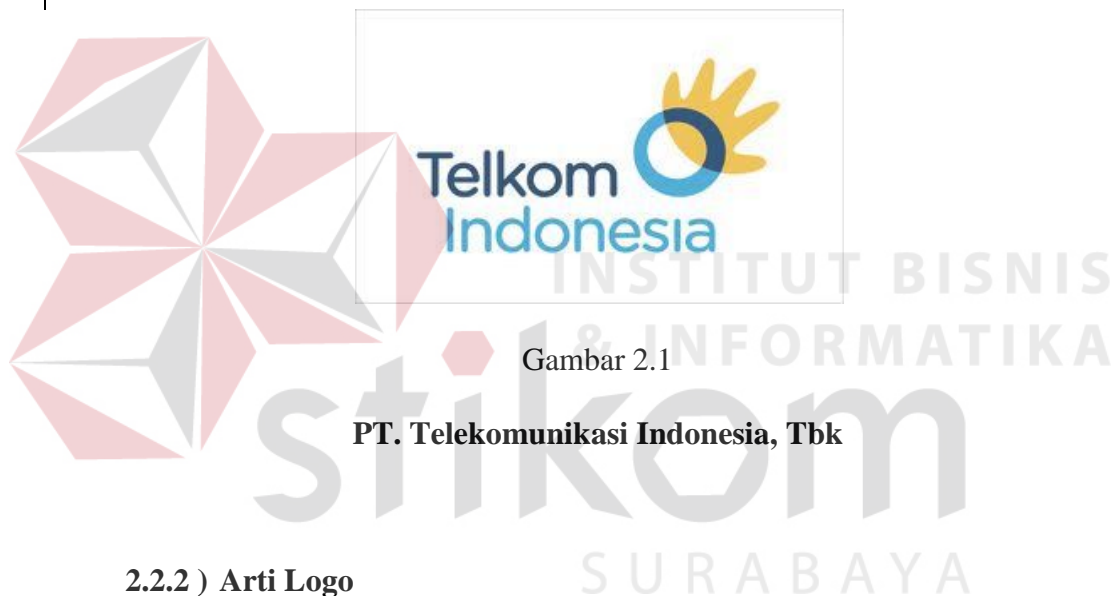 Telkom
Indonesia
INSTITUT BISNIS
& INFORMATIKA
Gambar 2.1
stikom
PT. Telekomunikasi Indonesia, Tbk
SURABAYA
2.2.2 ) Arti Logo